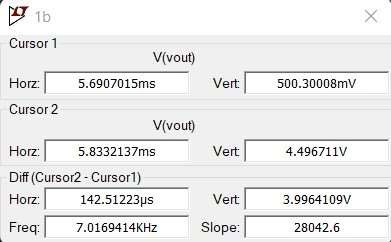 1b
Cursor 1
V(vout)
Horz: 5.6907015ms Vert: 500.30008mV
Cursor 2
V(vout)
Horz: 5.8332137ms Vert: 4.496711V
Diff (Cursor2 - Cursor1)
Horz: 142.51223µs Vert: 3.9964109V
Freq: 7.0169414KHz Slope: 28042.6